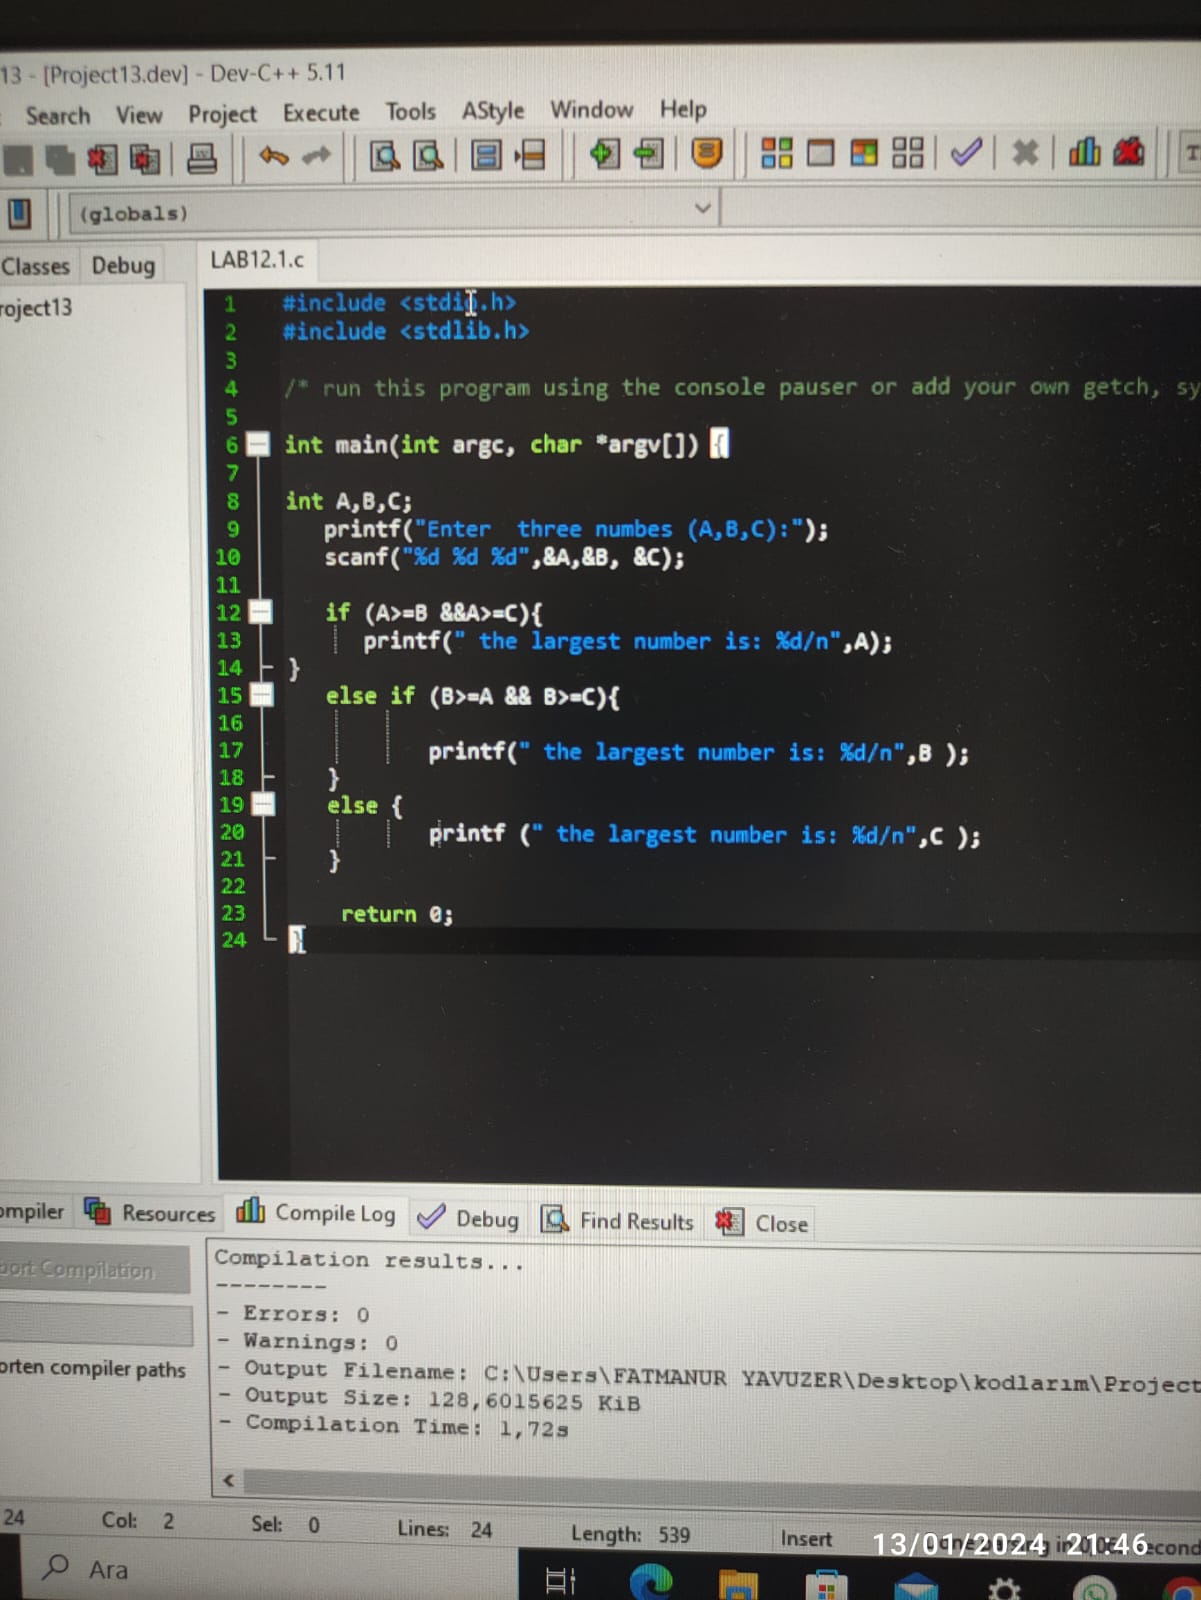 13 - [Project13.dev] - Dev-C++ 5.11
Search View Project Execute Tools AStyle Window Help
(globals)
Classes Debug LAB12.1.c
roject13
1 #include <stdio.h>
2 #include <stdlib.h>
3
4 /* run this program using the console pauser or add your own getch, sy
5
6 int main(int argc, char *argv[]) {
7
8 int A,B,C;
9 printf("Enter  three numbes (A,B,C):");
10 scanf("%d %d %d",&A,&B, &C);
11
12 if (A>=B &&A>=C){
13 printf(" the largest number is: %d/n",A);
14 }
15 else if (B>=A && B>=C){
16
17 printf(" the largest number is: %d/n",B );
18 }
19 else {
20 printf (" the largest number is: %d/n",C );
21 }
22
23 return 0;
24 }
ompiler Resources Compile Log Debug Find Results Close
bort Compilation
orten compiler paths
Compilation results...
--------
- Errors: 0
- Warnings: 0
- Output Filename: C:\Users\FATMANUR YAVUZER\Desktop\kodlarım\Project
- Output Size: 128,6015625 KiB
- Compilation Time: 1,72s
24 Col: 2 Sel: 0 Lines: 24 Length: 539 Insert
13/01/2024 21:46
Ara